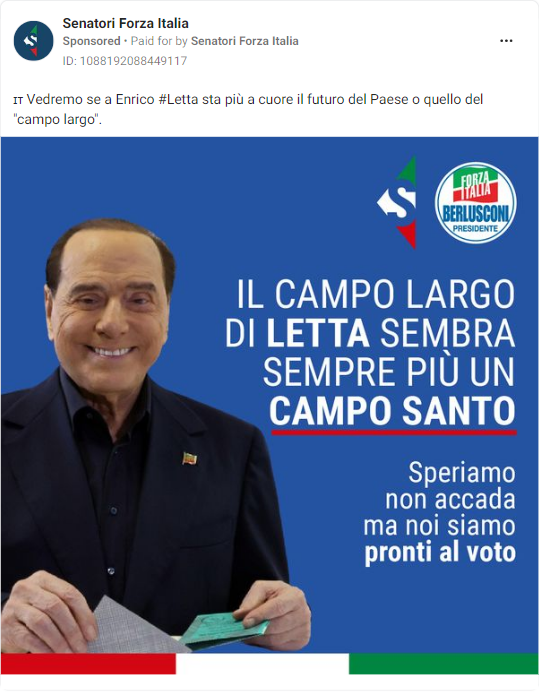 Senatori Forza Italia
Sponsored • Paid for by Senatori Forza Italia
ID: 1088192088449117
IT Vedremo se a Enrico #Letta sta più a cuore il futuro del Paese o quello del
"campo largo".
S
FORZA
ITALIA
BERLUSCONI
PRESIDENTE
IL CAMPO LARGO
DI LETTA SEMBRA
SEMPRE PIÙ UN
CAMPO SANTO
Speriamo
non accada
ma noi siamo
pronti al voto